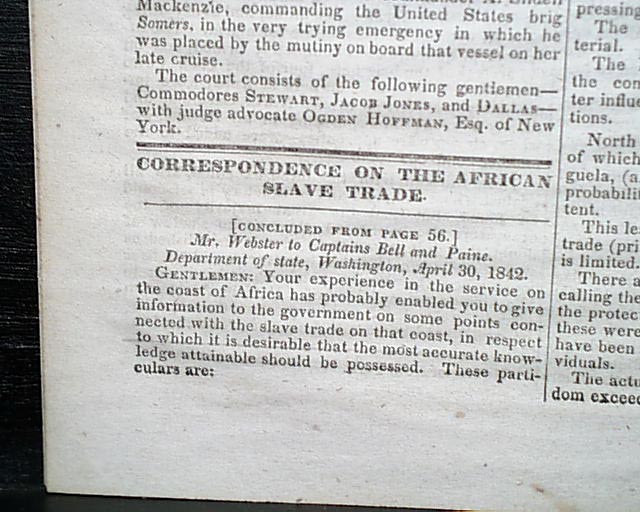 Mackenzie, commanding the United States brig
Somers, in the very trying emergency in which he
was placed by the mutiny on board that vessel on her
late cruise.
The court consists of the following gentlemen—
Commodores STEWART, JACOB JONES, and DALLAS—
with judge advocate OGDEN HOFFMAN, Esq. of New
York.
CORRESPONDENCE ON THE AFRICAN
SLAVE TRADE.
[CONCLUDED FROM PAGE 56.]
Mr. Webster to Captains Bell and Paine.
Department of state, Washington, April 30, 1842.
GENTLEMEN: Your experience in the service on
the coast of Africa has probably enabled you to give
information to the government on some points con-
nected with the slave trade on that coast, in respect
to which it is desirable that the most accurate know-
ledge attainable should be possessed. These parti-
culars are:
pressing
The
terial.
The
the con
ter influe
tions.
North
of which
guela, (a
probabili
tent.
This le
trade (pri
is limited.
There a
calling the
the protec
these were
have been
viduals.
The actu
dom exceed